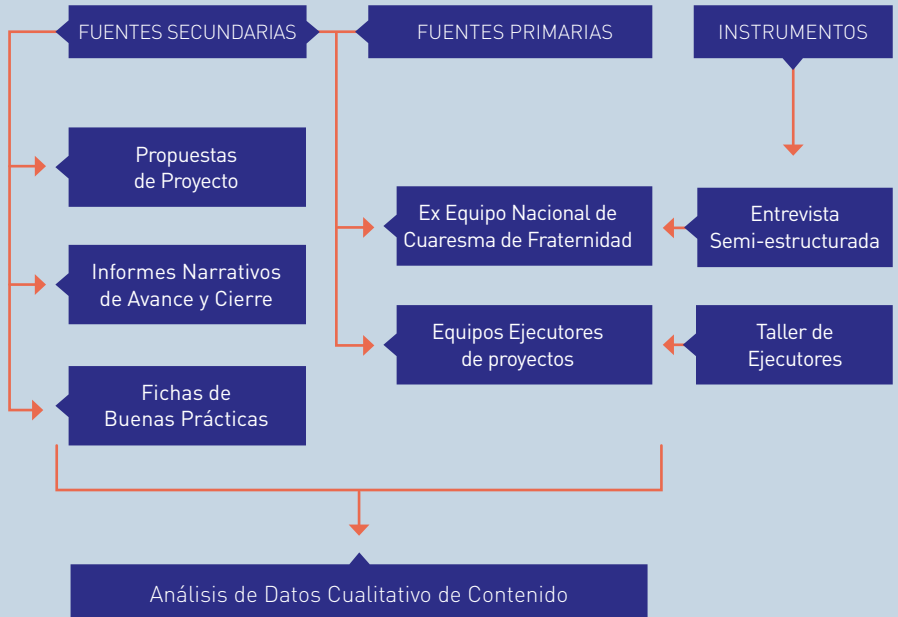 FUENTES SECUNDARIAS
FUENTES PRIMARIAS
INSTRUMENTOS
Propuestas
de Proyecto
Informes Narrativos
de Avance y Cierre
Fichas de
Buenas Prácticas
Ex Equipo Nacional de
Cuaresma de Fraternidad
Equipos Ejecutores
de proyectos
Entrevista
Semi-estructurada
Taller de
Ejecutores
Análisis de Datos Cualitativo de Contenido